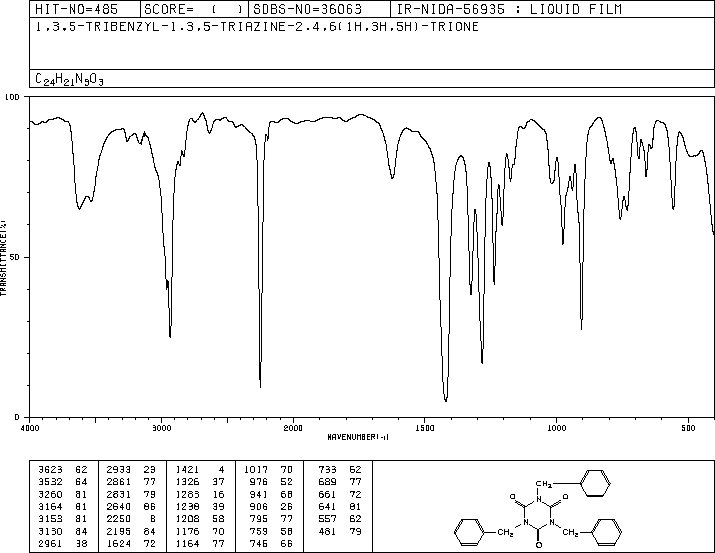 HIT-NO=485 SCORE= ( ) SDBS-NO=36063 IR-NIDA-56935 : LIQUID FILM
1,3,5-TRIBENZYL-1,3,5-TRIAZINE-2,4,6(1H,3H,5H)-TRIONE
C24H21N3O3
100
50
0
TRANSMITTANCE(%)
4000 3000 2000 1500 1000 500
WAVENUMBER(-1)
3623 62 2933 23 1421 4 1017 70 733 62
3532 64 2861 77 1326 37 976 52 689 77
3260 81 2831 79 1283 16 941 68 661 72
3164 81 2640 86 1238 39 906 26 641 81
3153 81 2250 8 1208 58 795 77 557 62
3130 84 2195 84 1176 70 759 58 481 79
2961 38 1624 72 1164 77 746 66
CH2
O N O
N N
CH2 O CH2